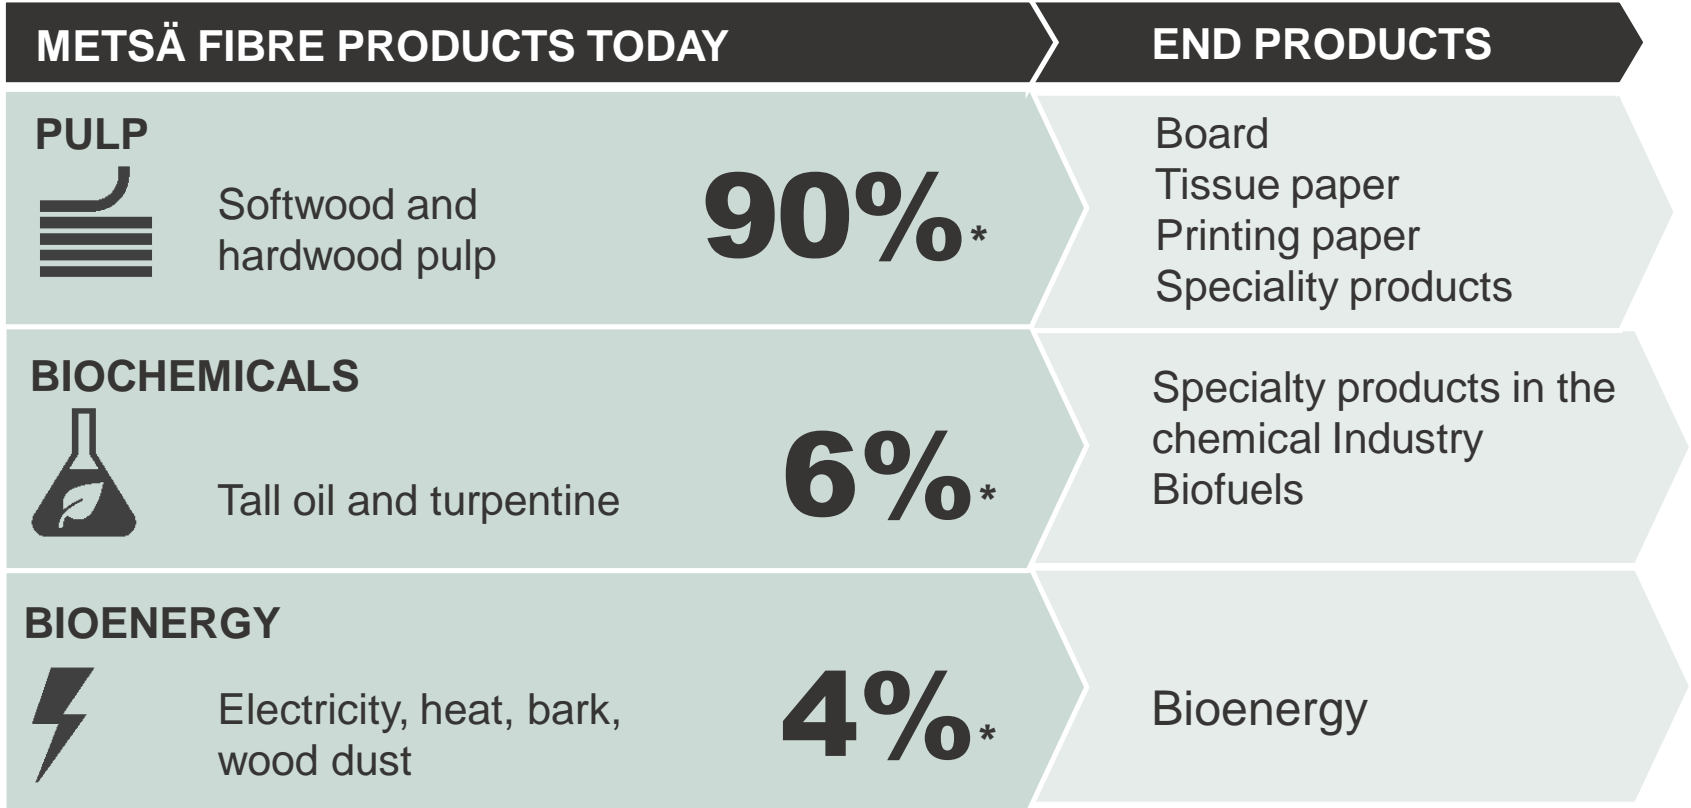 METSÄ FIBRE PRODUCTS TODAY
END PRODUCTS
PULP
Softwood and
hardwood pulp
90%*
Board
Tissue paper
Printing paper
Speciality products
BIOCHEMICALS
Tall oil and turpentine
6%*
Specialty products in the
chemical Industry
Biofuels
BIOENERGY
Electricity, heat, bark,
wood dust
4%*
Bioenergy